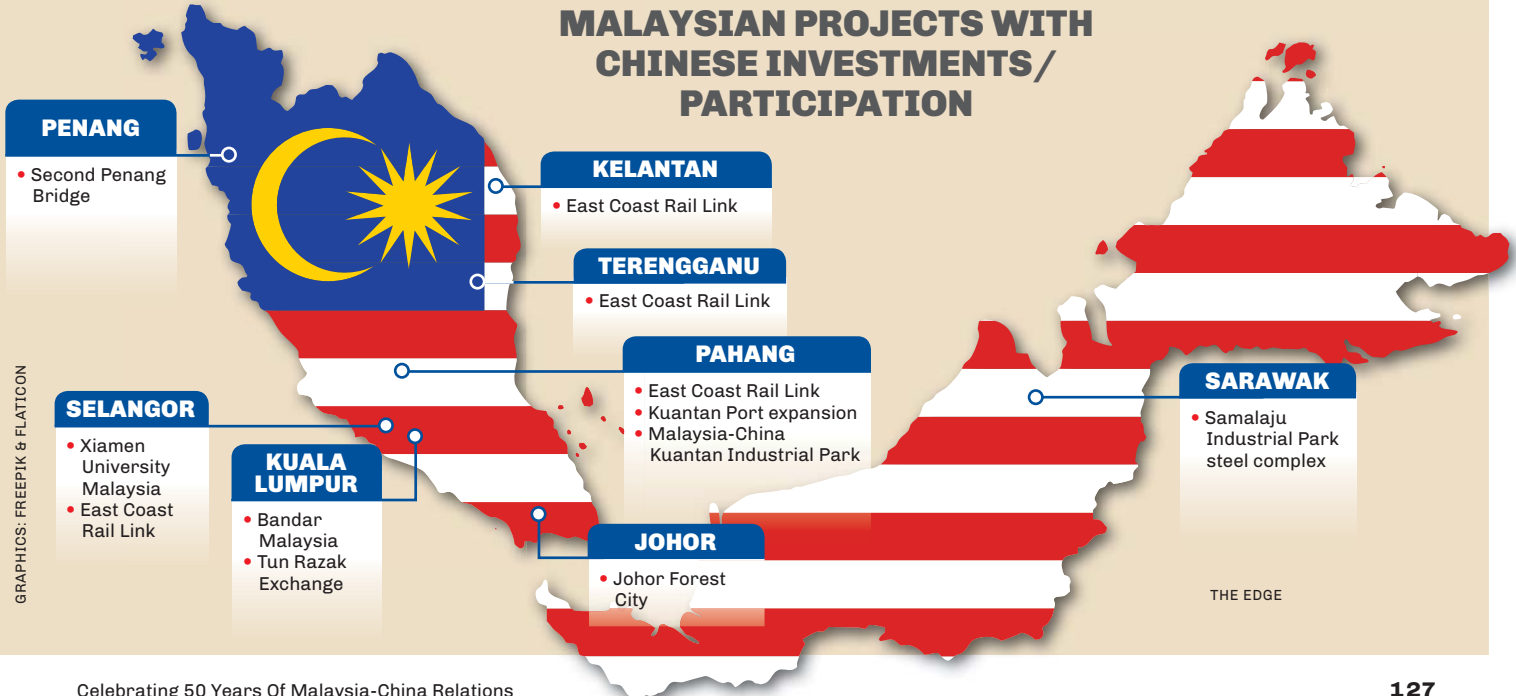 MALAYSIAN PROJECTS WITH
CHINESE INVESTMENTS/
PARTICIPATION
PENANG
• Second Penang
Bridge
KELANTAN
• East Coast Rail Link
TERENGGANU
• East Coast Rail Link
PAHANG
• East Coast Rail Link
• Kuantan Port expansion
• Malaysia-China
Kuantan Industrial Park
SELANGOR
• Xiamen
University
Malaysia
• East Coast
Rail Link
KUALA
LUMPUR
• Bandar
Malaysia
• Tun Razak
Exchange
JOHOR
• Johor Forest
City
SARAWAK
• Samalaju
Industrial Park
steel complex
GRAPHICS: FREEPIK & FLATICON
THE EDGE
Celebrating 50 Years Of Malaysia-China Relations
127